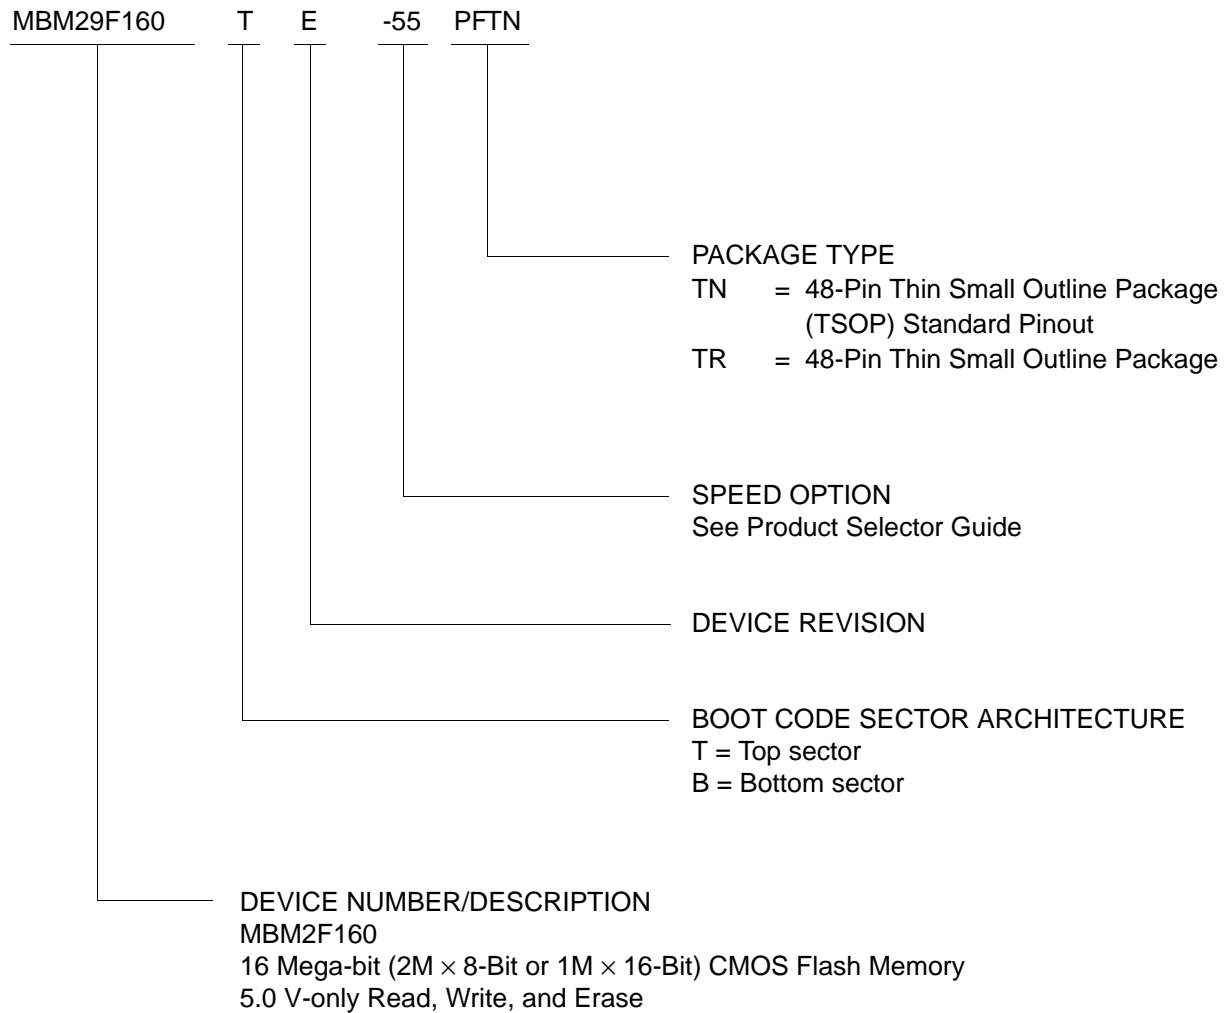 MBM29F160 T E -55 PFTN
PACKAGE TYPE
TN = 48-Pin Thin Small Outline Package
(TSOP) Standard Pinout
TR = 48-Pin Thin Small Outline Package
SPEED OPTION
See Product Selector Guide
DEVICE REVISION
BOOT CODE SECTOR ARCHITECTURE
T = Top sector
B = Bottom sector
DEVICE NUMBER/DESCRIPTION
MBM2F160
16 Mega-bit (2M × 8-Bit or 1M × 16-Bit) CMOS Flash Memory
5.0 V-only Read, Write, and Erase